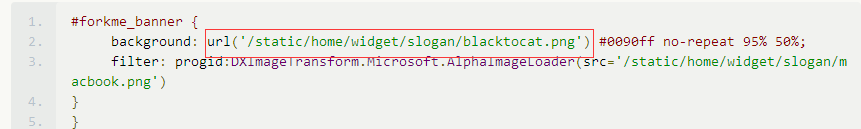 1. #forkme_banner {
2. background: url('/static/home/widget/slogan/blacktocat.png') #0090ff no-repeat 95% 50%;
3. filter: progid:DXImageTransform.Microsoft.AlphaImageLoader(src='/static/home/widget/slogan/m
acbook.png')
4. }
5. }